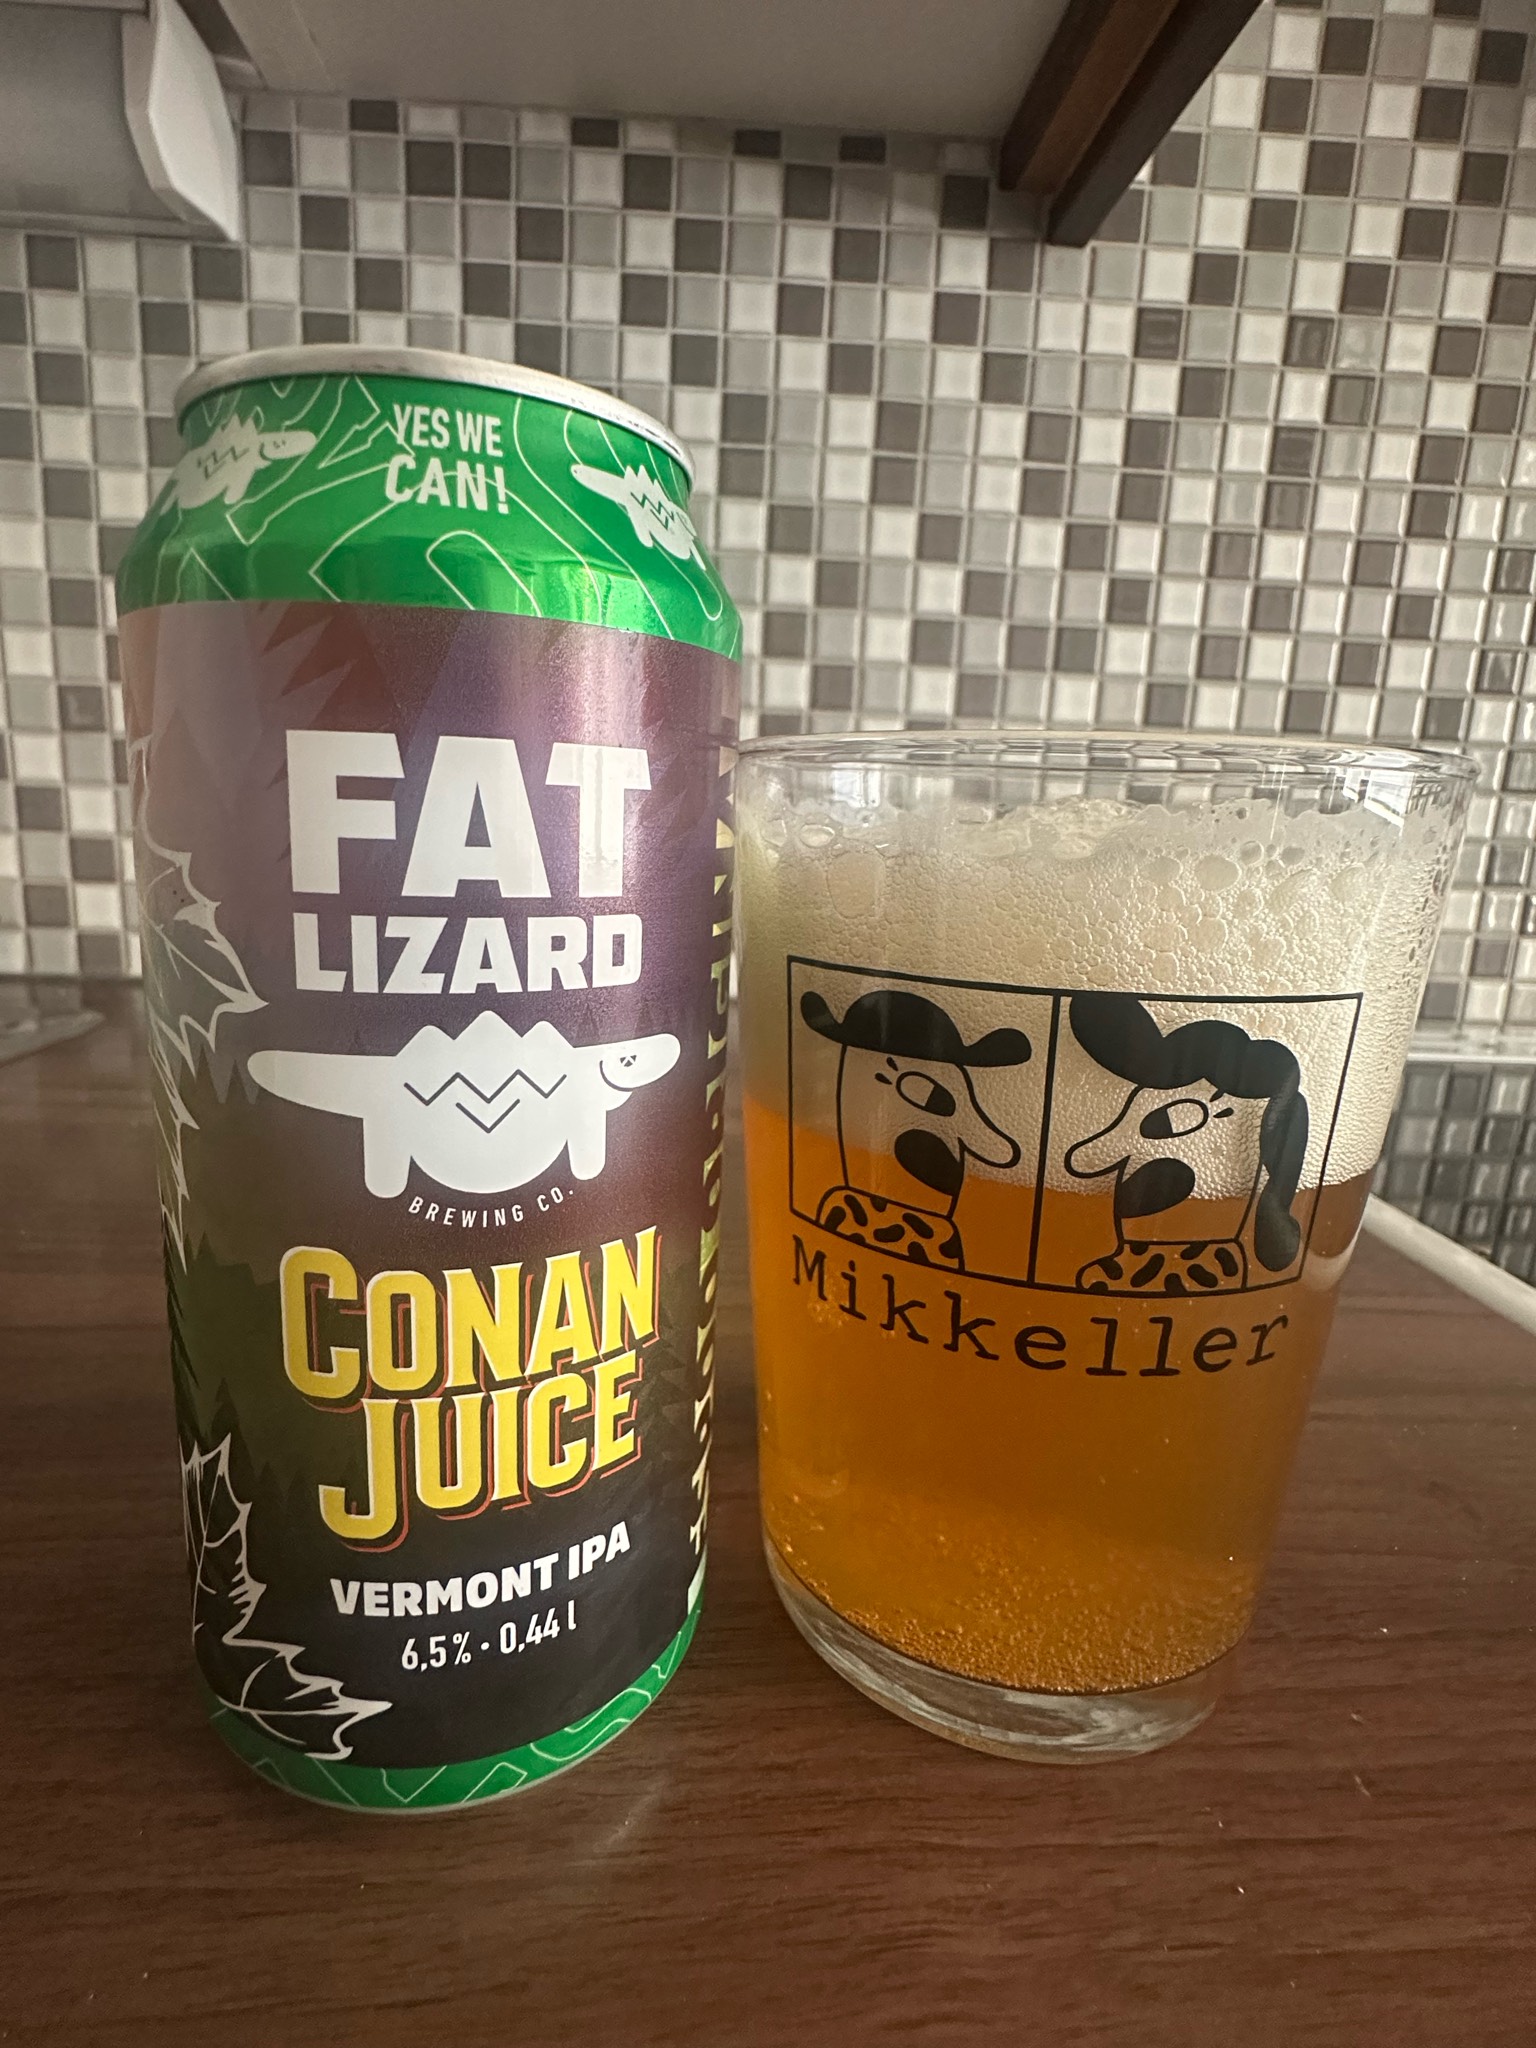 YES WE
CAN!
FAT
LIZARD
BREWING CO.
CONAN
JUICE
VERMONT IPA
6,5% · 0,44 l
Mikkeller